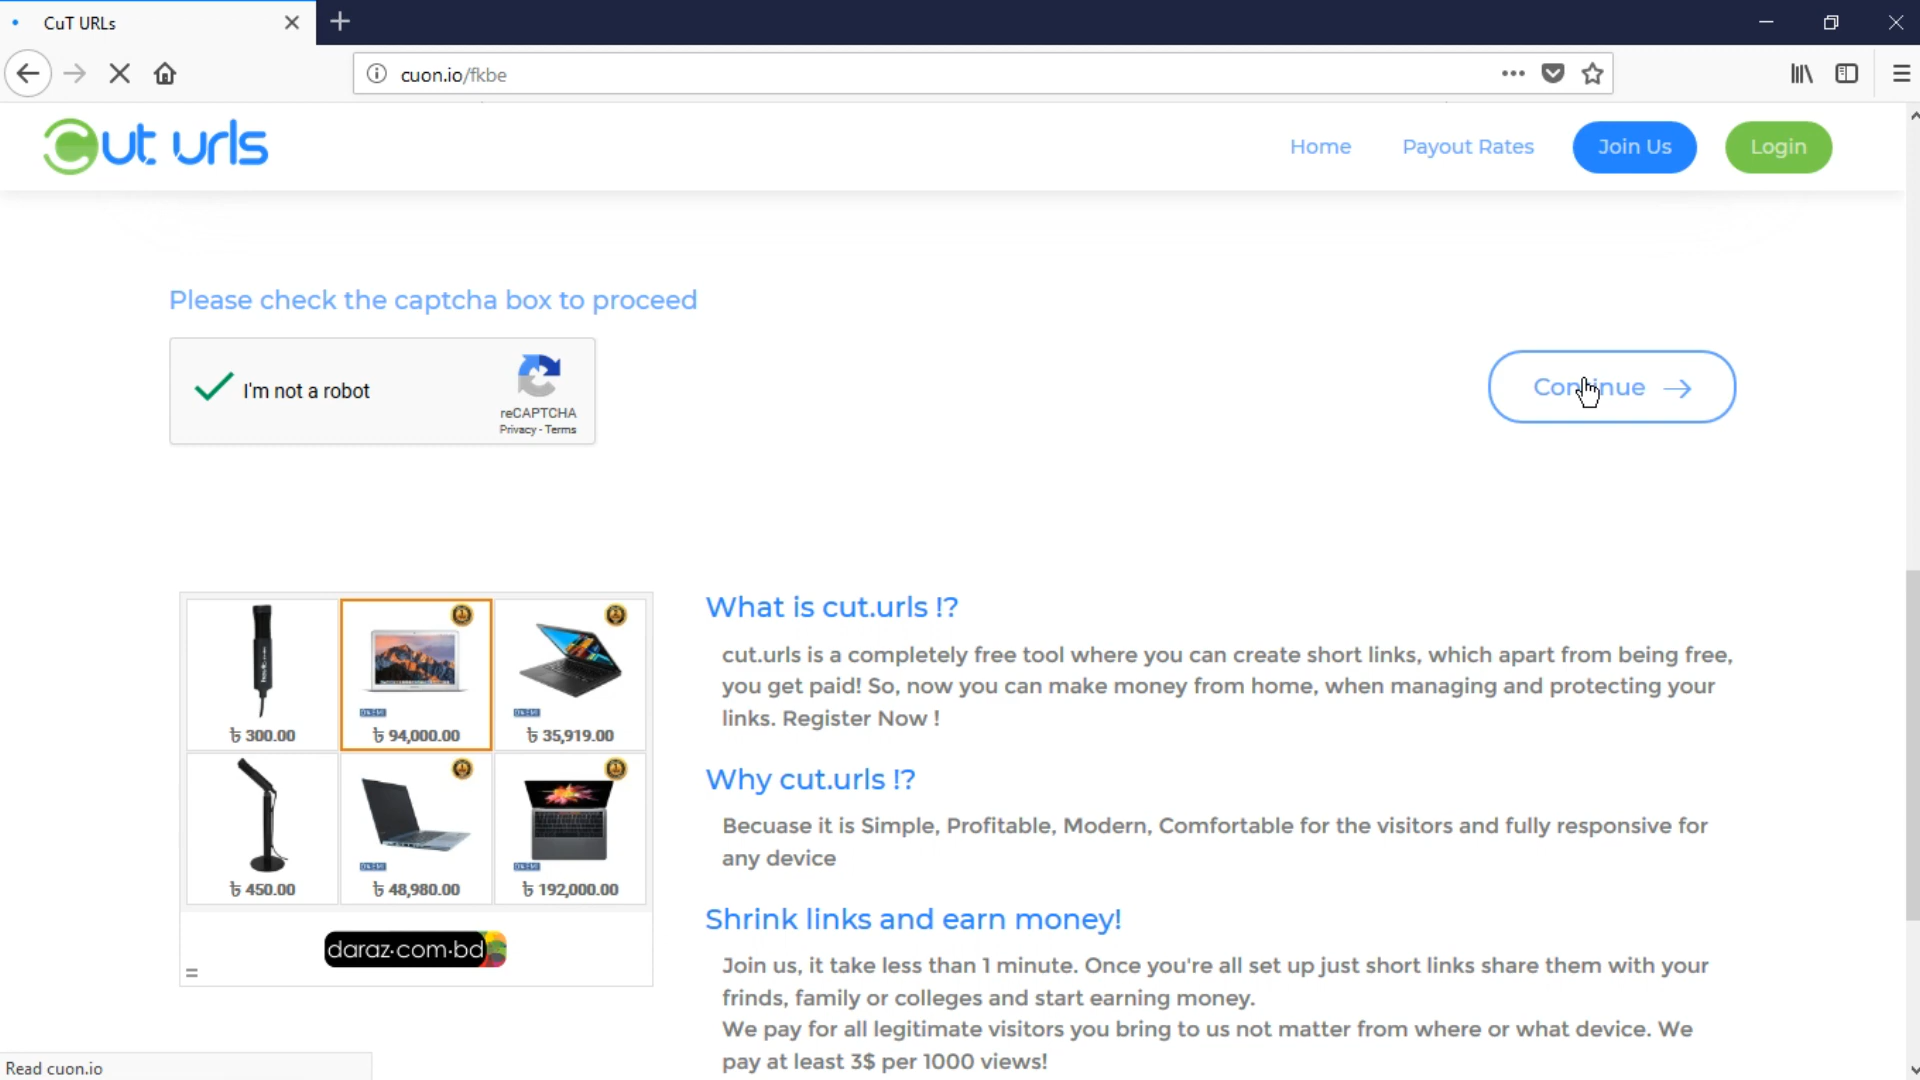 CuT URLs
cuon.io/fkbe
Cut urls
Home
Payout Rates
Join Us
Login
Please check the captcha box to proceed
I'm not a robot
reCAPTCHA
Privacy - Terms
Continue
৳ 300.00
৳ 94,000.00
৳ 35,919.00
৳ 450.00
৳ 48,980.00
৳ 192,000.00
daraz.com.bd
What is cut.urls !?
cut.urls is a completely free tool where you can create short links, which apart from being free,
you get paid! So, now you can make money from home, when managing and protecting your
links. Register Now !
Why cut.urls !?
Becuase it is Simple, Profitable, Modern, Comfortable for the visitors and fully responsive for
any device
Shrink links and earn money!
Join us, it take less than 1 minute. Once you're all set up just short links share them with your
frinds, family or colleges and start earning money.
We pay for all legitimate visitors you bring to us not matter from where or what device. We
pay at least 3$ per 1000 views!
Read cuon.io